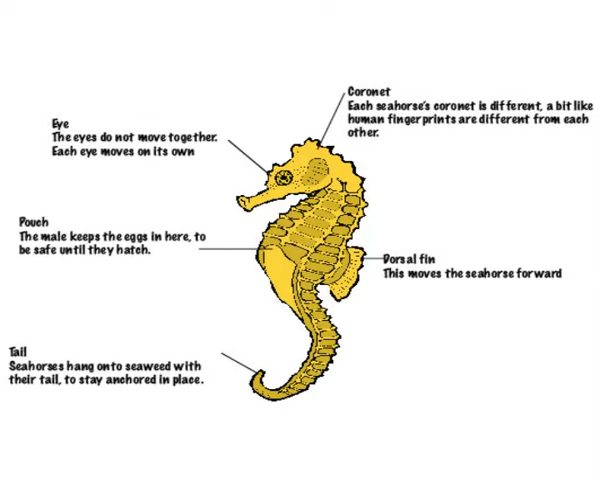 Coronet
Each seahorse's coronet is different, a bit like
human fingerprints are different from each
other.
Eye
The eyes do not move together.
Each eye moves on its own
Pouch
The male keeps the eggs in here, to
be safe until they hatch.
Dorsal fin
This moves the seahorse forward
Tail
Seahorses hang onto seaweed with
their tail, to stay anchored in place.